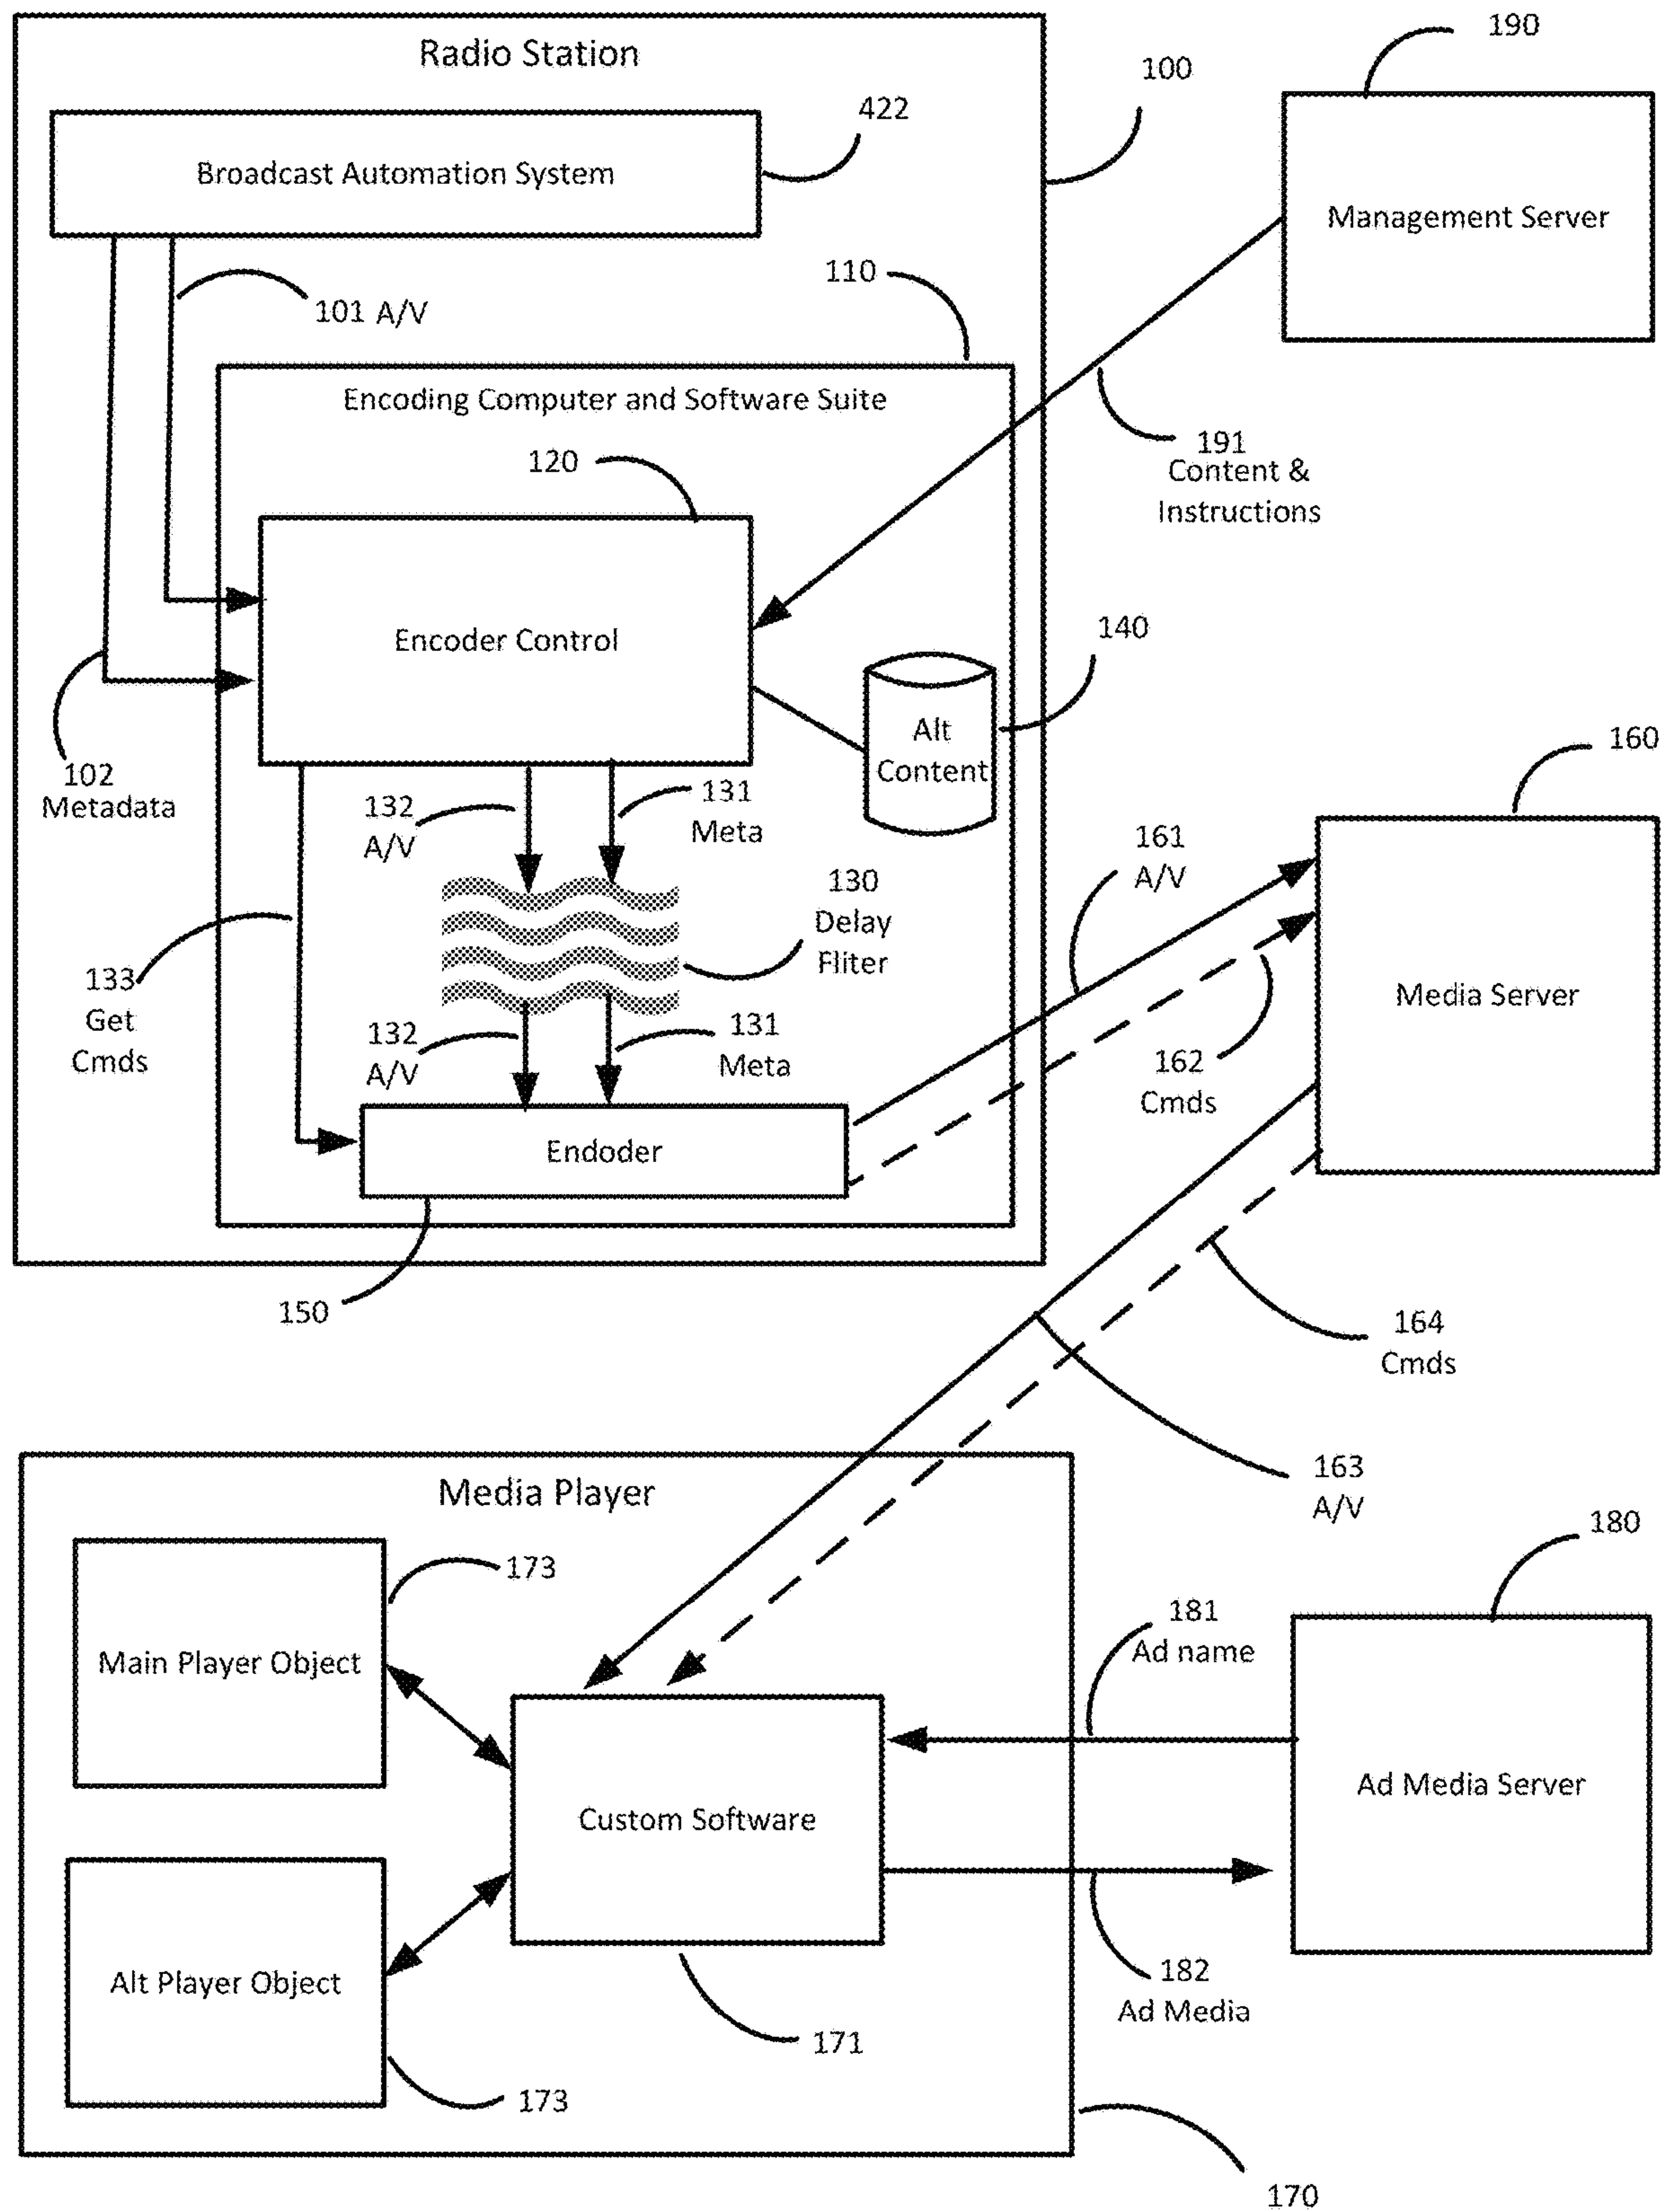 190
Radio Station
100
422
Broadcast Automation System
Management Server
110
101 A/V
Encoding Computer and Software Suite
191
Content &
Instructions
120
Encoder Control
140
Alt
Content
160
102
Metadata
132
A/V
131
Meta
161
A/V
130
Delay
Fliter
133
Get
Cmds
Media Server
132
A/V
131
Meta
162
Cmds
Endoder
150
164
Cmds
163
A/V
Media Player
180
173
181
Ad name
Main Player Object
Ad Media Server
Custom Software
182
Ad Media
Alt Player Object
171
173
170